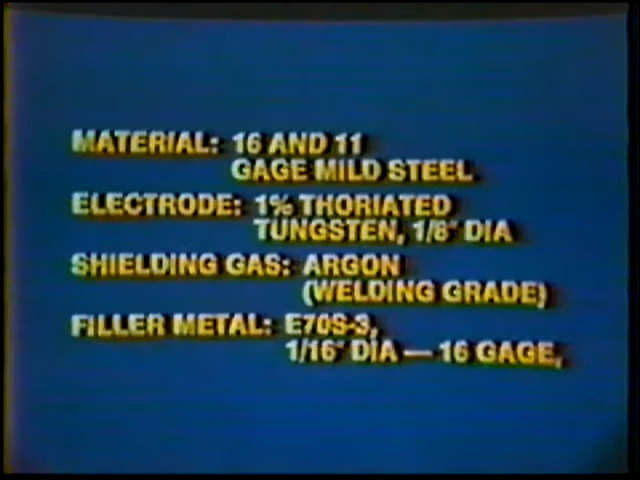 MATERIAL: 16 AND 11
GAGE MILD STEEL
ELECTRODE: 1% THORIATED
TUNGSTEN, 1/8" DIA
SHIELDING GAS: ARGON
(WELDING GRADE)
FILLER METAL: E70S-3,
1/16" DIA — 16 GAGE,